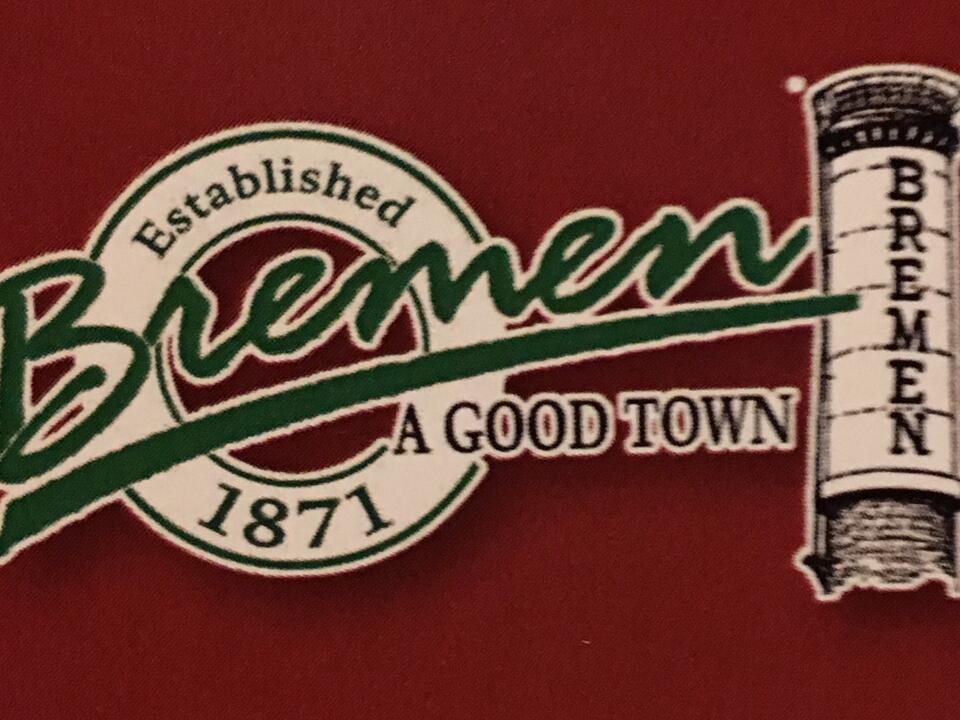 Established
Bremen
A GOOD TOWN
1871
BREMEN